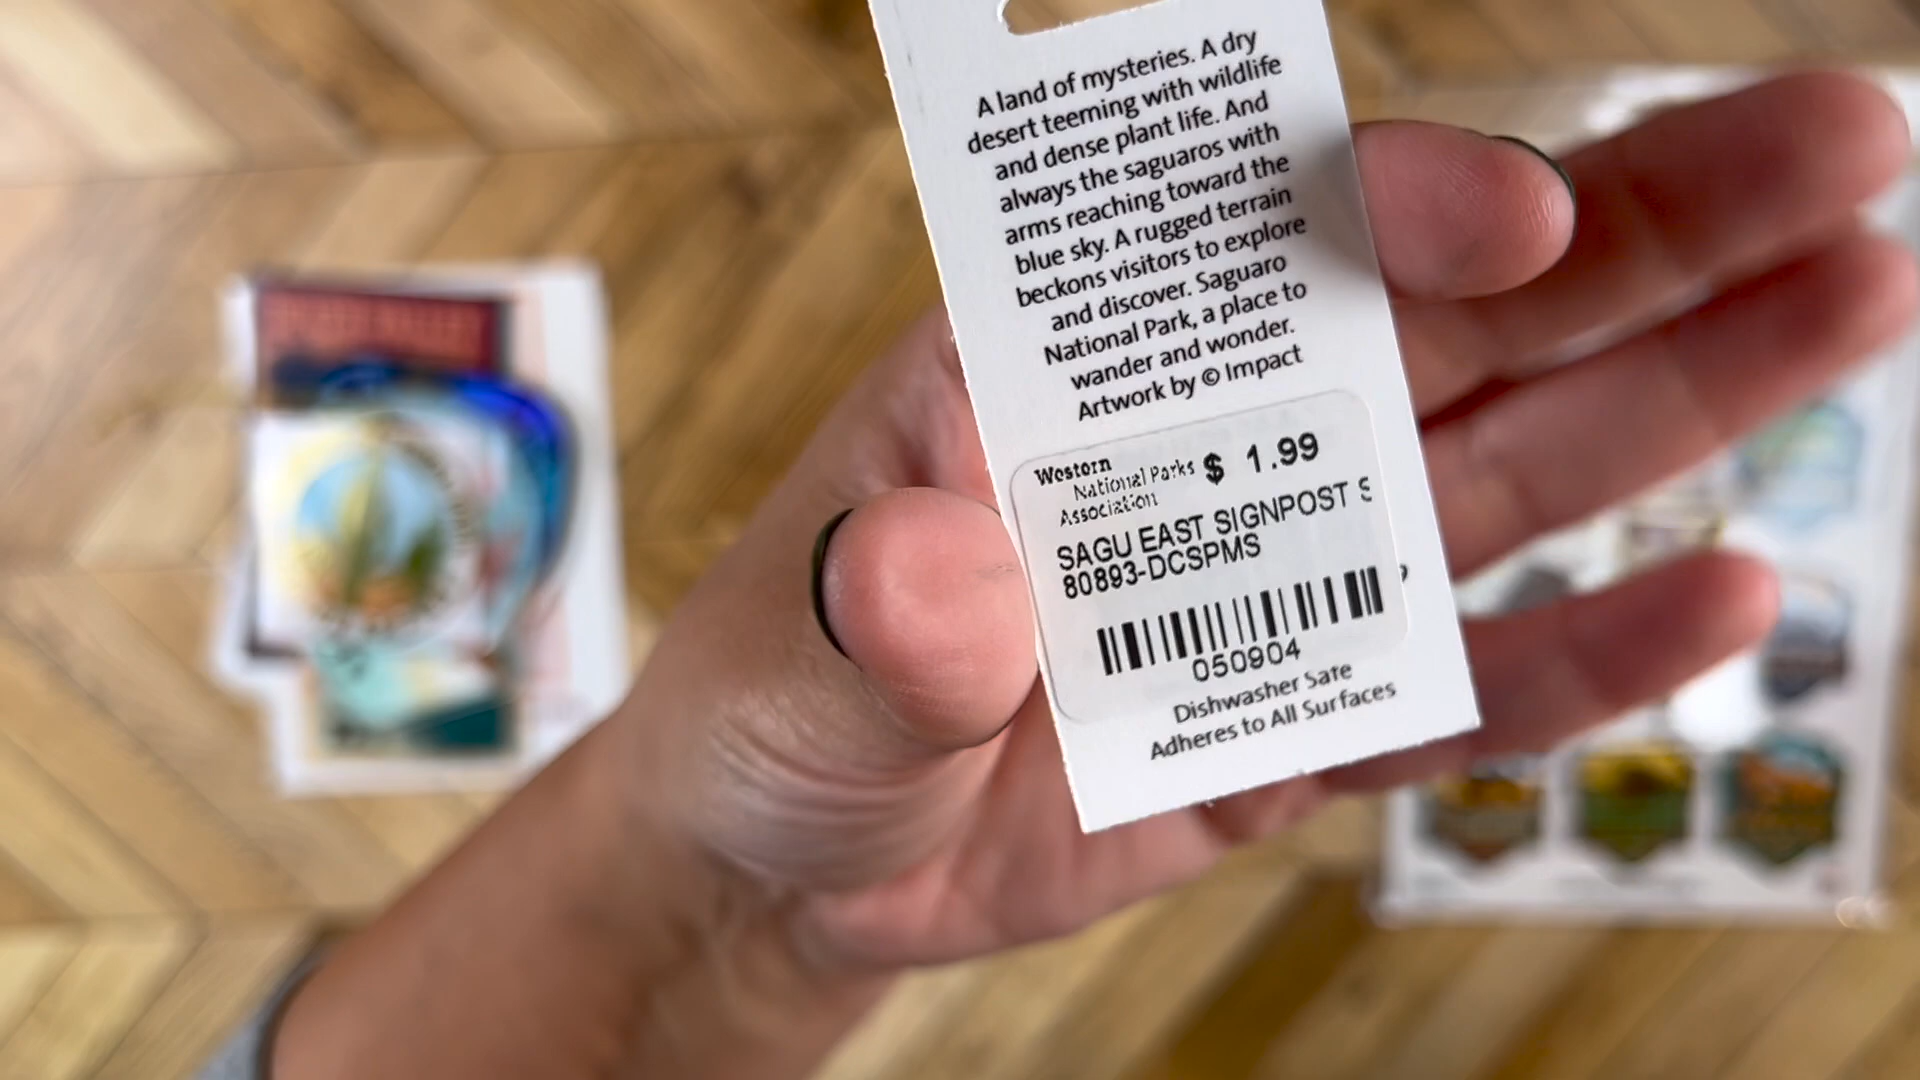 A land of mysteries. A dry
desert teeming with wildlife
and dense plant life. And
always the saguaros with
arms reaching toward the
blue sky. A rugged terrain
beckons visitors to explore
and discover. Saguaro
National Park, a place to
wander and wonder.
Artwork by © Impact
Western
National Parks
Association
$ 1.99
SAGU EAST SIGNPOST S
80893-DCSPMS
050904
Dishwasher Safe
Adheres to All Surfaces